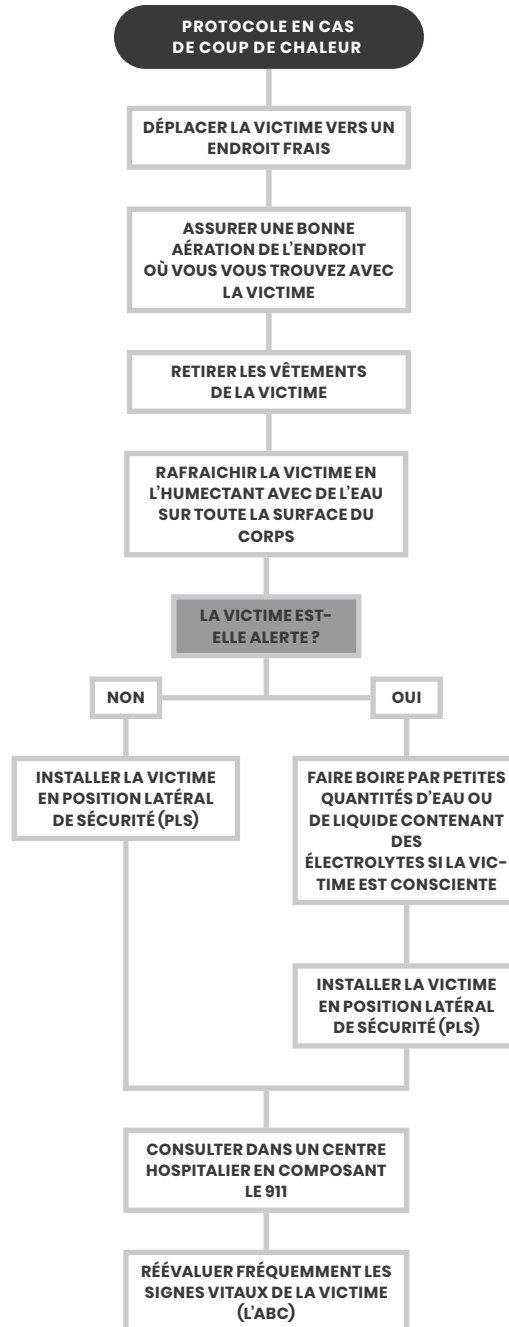 PROTOCOLE EN CAS
DE COUP DE CHALEUR
DÉPLACER LA VICTIME VERS UN
ENDROIT FRAIS
ASSURER UNE BONNE
AÉRATION DE L'ENDROIT
OÙ VOUS VOUS TROUVEZ AVEC
LA VICTIME
RETIRER LES VÊTEMENTS
DE LA VICTIME
RAFRAICHIR LA VICTIME EN
L'HUMECTANT AVEC DE L'EAU
SUR TOUTE LA SURFACE DU
CORPS
LA VICTIME EST-
ELLE ALERTE ?
NON
OUI
INSTALLER LA VICTIME
EN POSITION LATÉRAL
DE SÉCURITÉ (PLS)
FAIRE BOIRE PAR PETITES
QUANTITÉS D'EAU OU
DE LIQUIDE CONTENANT
DES
ÉLECTROLYTES SI LA VIC-
TIME EST CONSCIENTE
INSTALLER LA VICTIME
EN POSITION LATÉRAL
DE SÉCURITÉ (PLS)
CONSULTER DANS UN CENTRE
HOSPITALIER EN COMPOSANT
LE 911
RÉÉVALUER FRÉQUEMMENT LES
SIGNES VITAUX DE LA VICTIME
(L'ABC)